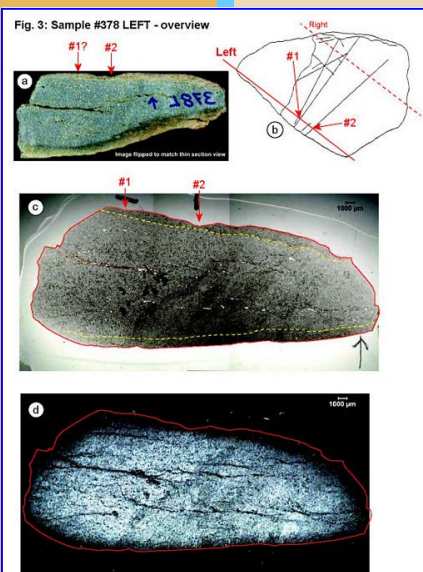 Fig. 3: Sample #378 LEFT - overview
#1? #2
a
378L
Image flipped to match thin section view
Right
Left
#1
#2
b
#1 #2
c
1000 µm
d
1000 µm